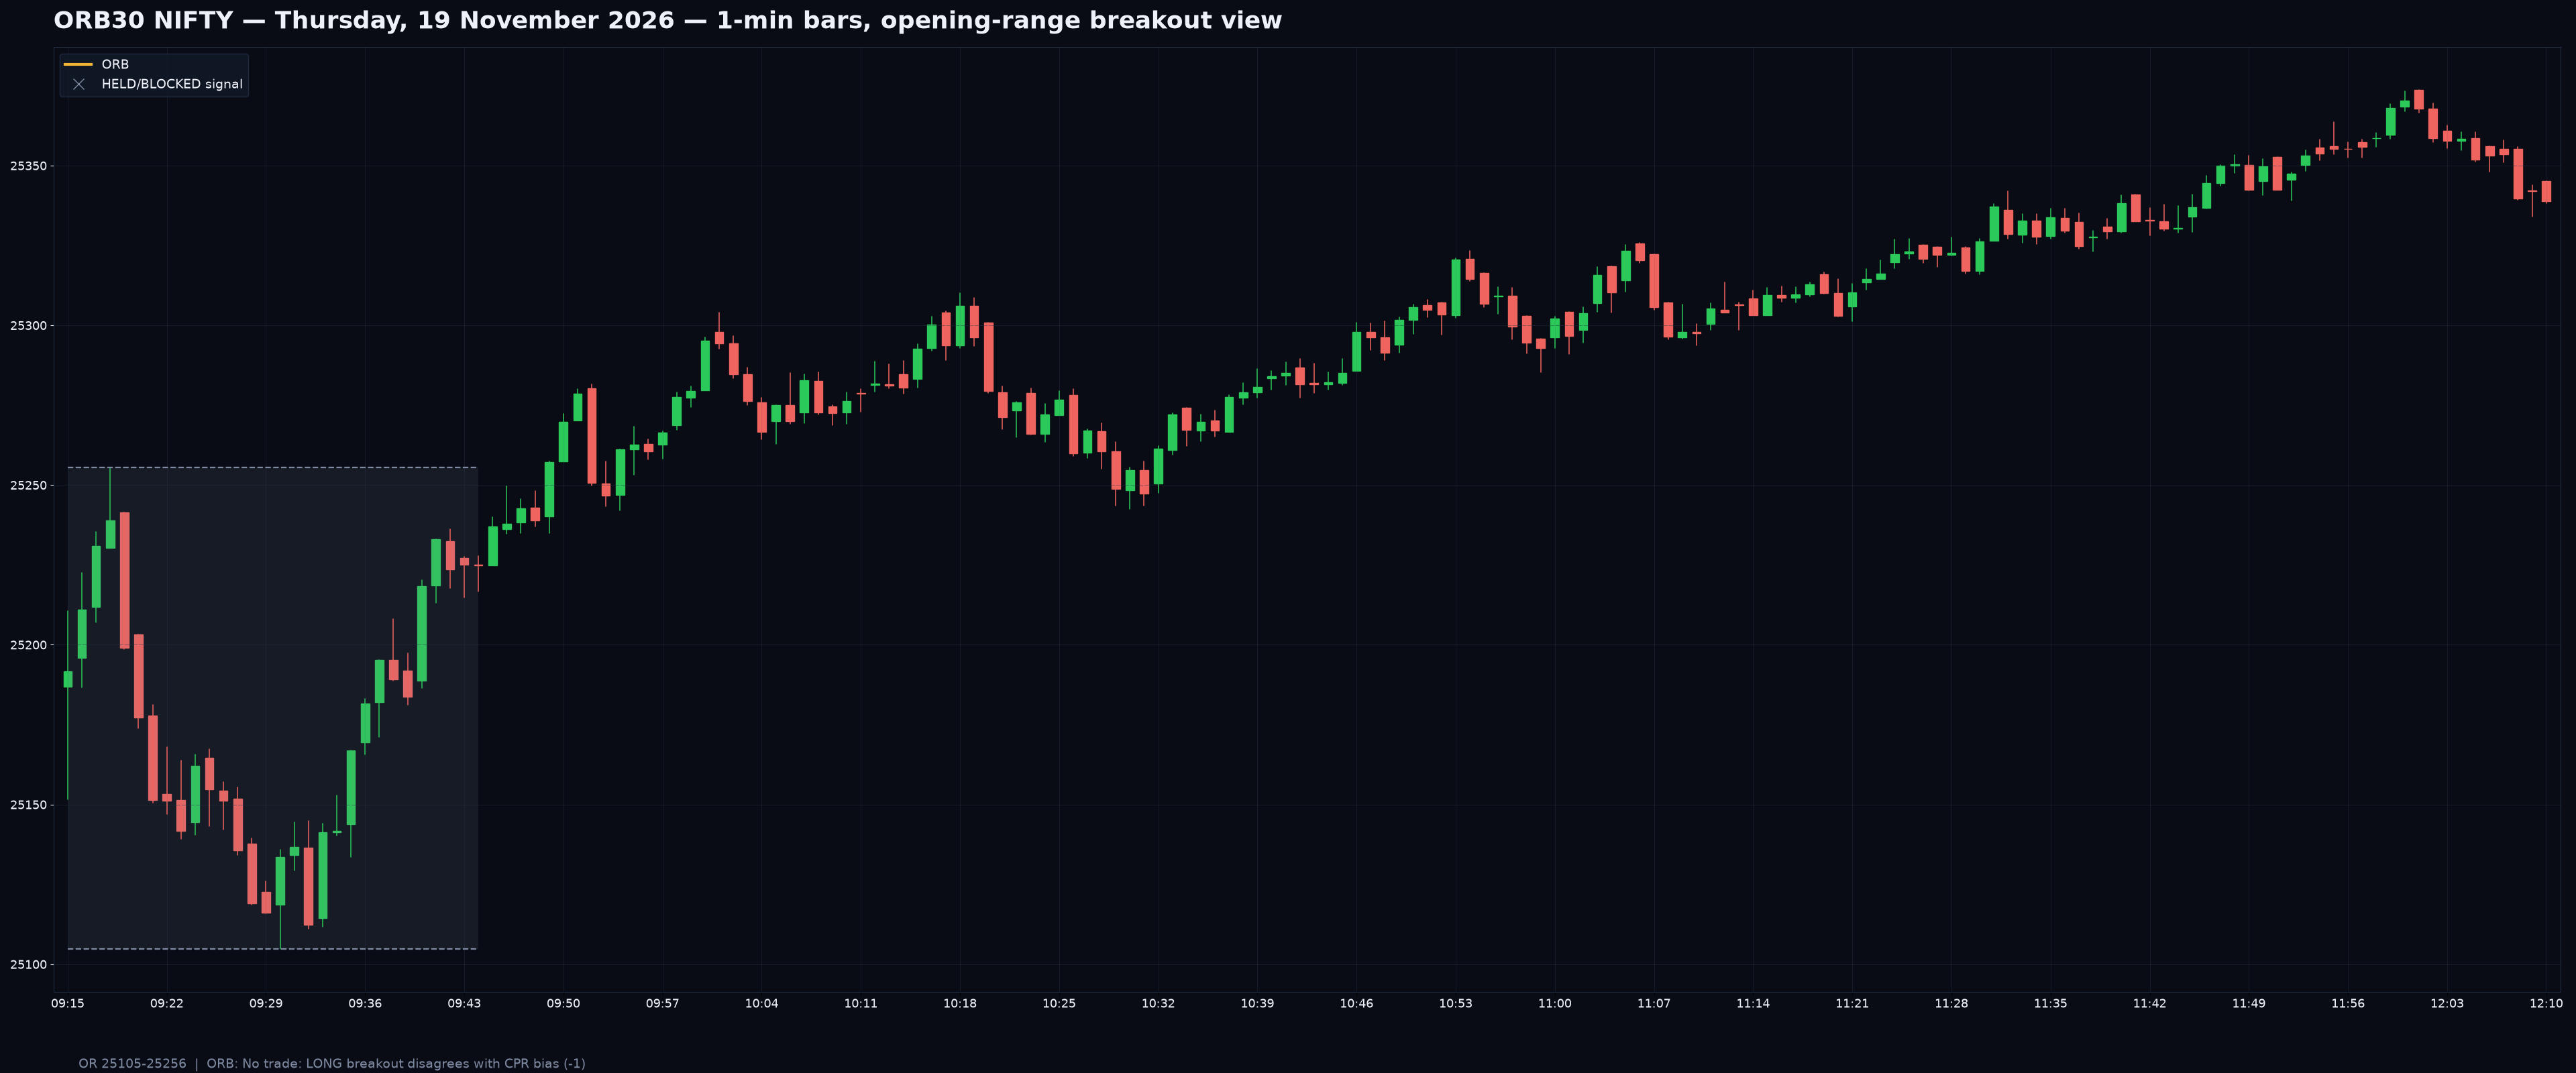 ORB30 NIFTY — Thursday, 19 November 2026 — 1-min bars, opening-range breakout view
ORB
HELD/BLOCKED signal
25350
25300
25250
25200
25150
25100
09:15 09:22 09:29 09:36 09:43 09:50 09:57 10:04 10:11 10:18 10:25 10:32 10:39 10:46 10:53 11:00 11:07 11:14 11:21 11:28 11:35 11:42 11:49 11:56 12:03 12:10
OR 25105-25256 | ORB: No trade: LONG breakout disagrees with CPR bias (-1)